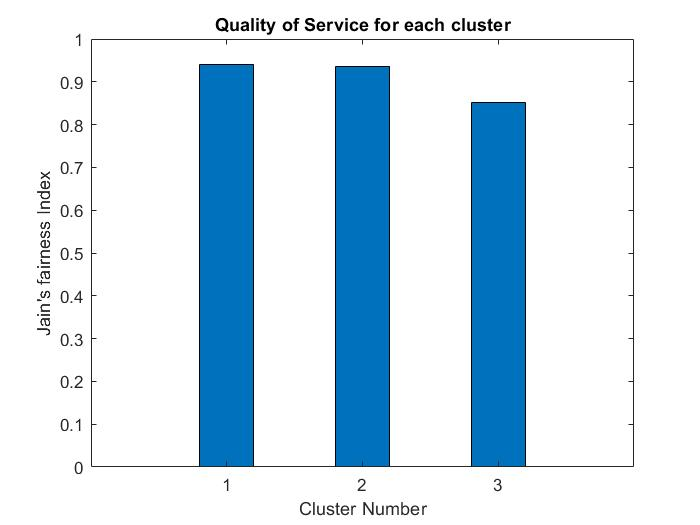 Quality of Service for each cluster
1
0.9
0.8
0.7
0.6
0.5
0.4
0.3
0.2
0.1
0
Jain's fairness Index
1 2 3
Cluster Number